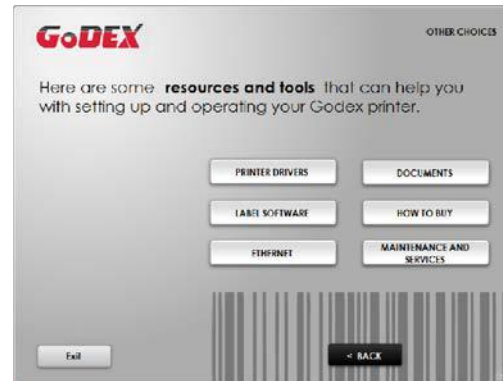 GoDEX
OTHER CHOICES
Here are some resources and tools that can help you
with setting up and operating your Godex printer.
PRINTER DRIVERS
DOCUMENTS
LABEL SOFTWARE
HOW TO BUY
ETHERNET
MAINTENANCE AND
SERVICES
Exit
< BACK